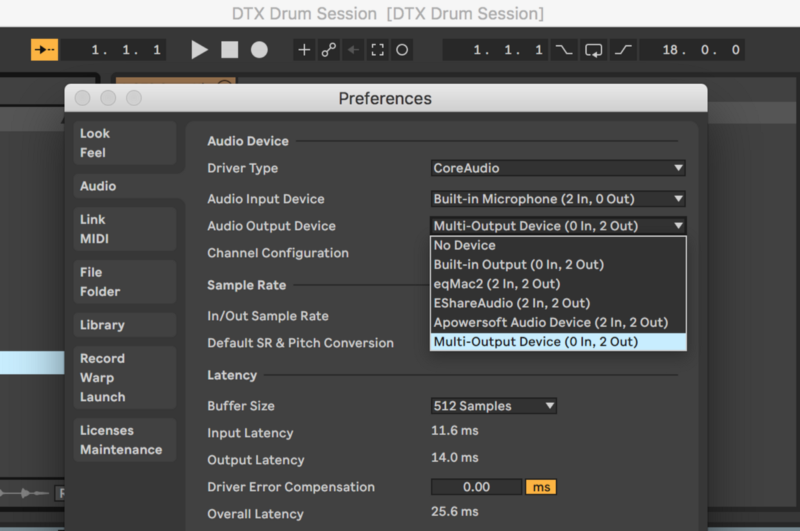 DTX Drum Session [DTX Drum Session]
1. 1. 1
1. 1. 1
18. 0. 0
Preferences
Look
Feel
Audio
Link
MIDI
File
Folder
Library
Record
Warp
Launch
Licenses
Maintenance
Audio Device
Driver Type CoreAudio
Audio Input Device Built-in Microphone (2 In, 0 Out)
Audio Output Device Multi-Output Device (0 In, 2 Out)
No Device
Built-in Output (0 In, 2 Out)
eqMac2 (2 In, 2 Out)
EShareAudio (2 In, 2 Out)
Apowersoft Audio Device (2 In, 2 Out)
Multi-Output Device (0 In, 2 Out)
Channel Configuration
Sample Rate
In/Out Sample Rate
Default SR & Pitch Conversion
Latency
Buffer Size 512 Samples
Input Latency 11.6 ms
Output Latency 14.0 ms
Driver Error Compensation 0.00 ms
Overall Latency 25.6 ms